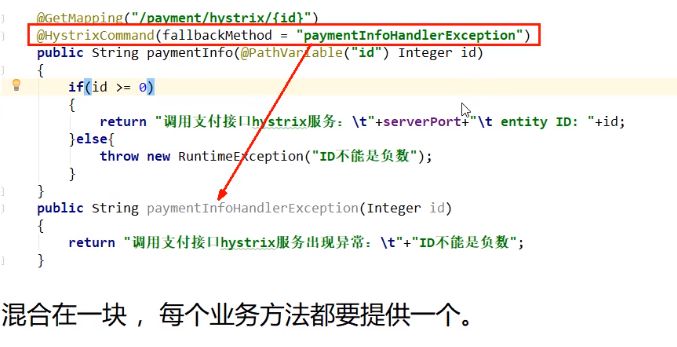 @GetMapping("/payment/hystrix/{id}")
@HystrixCommand(fallbackMethod = "paymentInfoHandlerException")
public String paymentInfo(@PathVariable("id") Integer id)
{
if(id >= 0)
{
return "调用支付接口hystrix服务：\t"+serverPort+"\t entity ID: "+id;
}else{
throw new RuntimeException("ID不能是负数");
}
}
public String paymentInfoHandlerException(Integer id)
{
return "调用支付接口hystrix服务出现异常：\t"+"ID不能是负数";
}
混合在一块 ，每个业务方法都要提供一个。